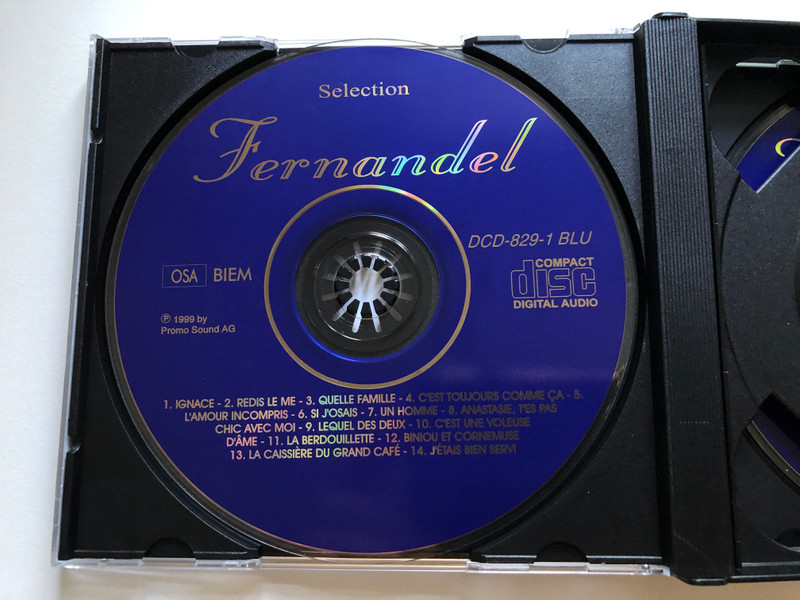 Selection
Fernandel
DCD-829-1 BLU
OSA BIEM
COMPACT
disc
DIGITAL AUDIO
℗ 1999 by
Promo Sound AG
1. IGNACE - 2. REDIS LE ME - 3. QUELLE FAMILLE - 4. C'EST TOUJOURS COMME ÇA - 5.
L'AMOUR INCOMPRIS - 6. SI J'OSAIS - 7. UN HOMME - 8. ANASTASIE, T'ES PAS
CHIC AVEC MOI - 9. LEQUEL DES DEUX - 10. C'EST UNE VOLEUSE
D'ÂME - 11. LA BERDOUILLETTE - 12. BINIOU ET CORNEMUSE
13. LA CAISSIÈRE DU GRAND CAFÉ - 14. J'ÉTAIS BIEN SERVI